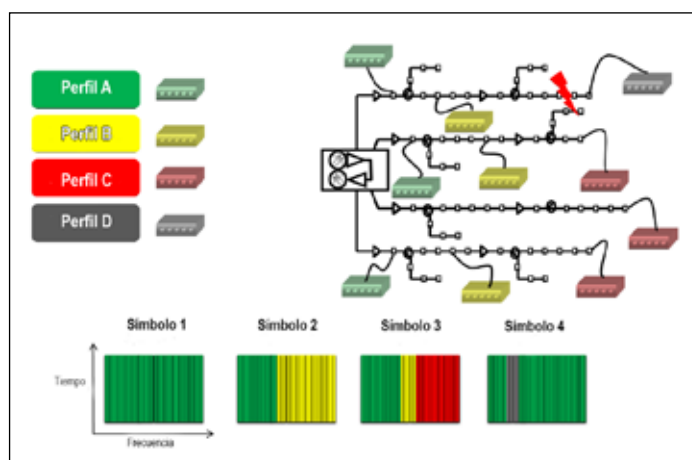 Perfil A
Perfil B
Perfil C
Perfil D
Símbolo 1 Símbolo 2 Símbolo 3 Símbolo 4
Tiempo
Frecuencia